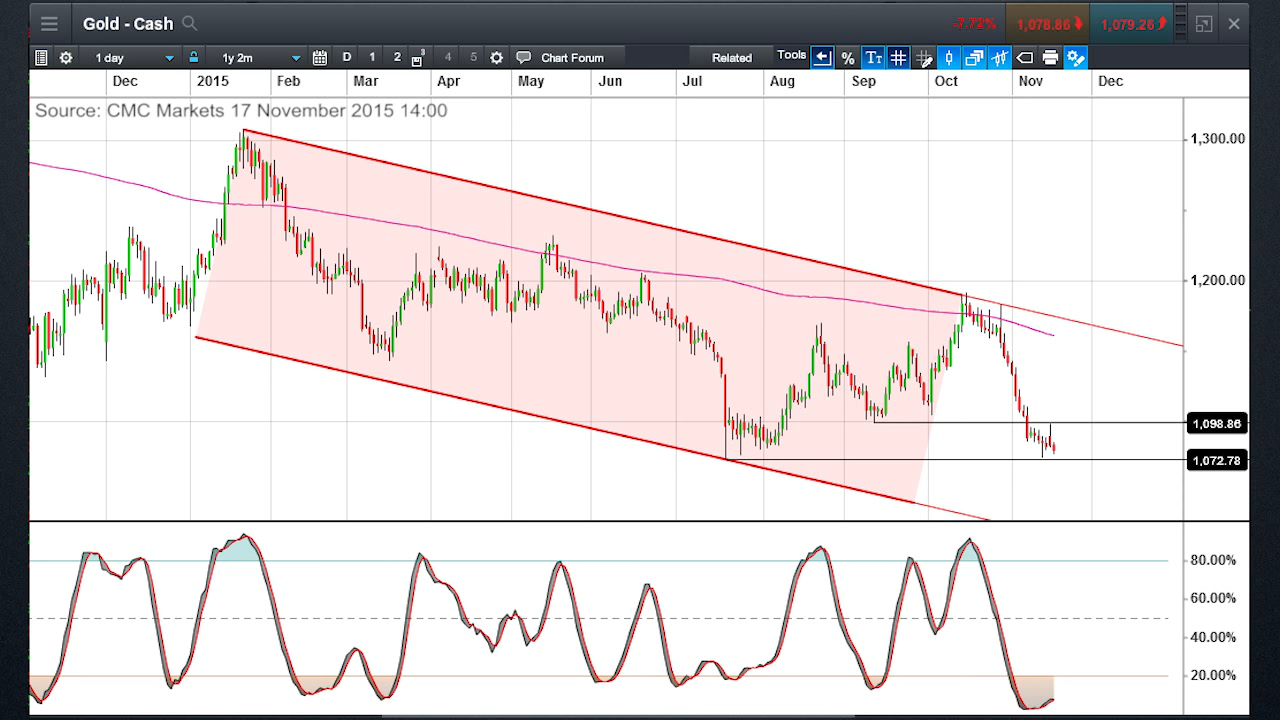 Gold - Cash -7.72% 1,078.86 1,079.26
1 day 1y 2m D 1 2 3 4 5 Chart Forum Related Tools % TT
Dec 2015 Feb Mar Apr May Jun Jul Aug Sep Oct Nov Dec
Source: CMC Markets 17 November 2015 14:00
1,300.00
1,200.00
1,098.86
1,072.78
80.00%
60.00%
40.00%
20.00%